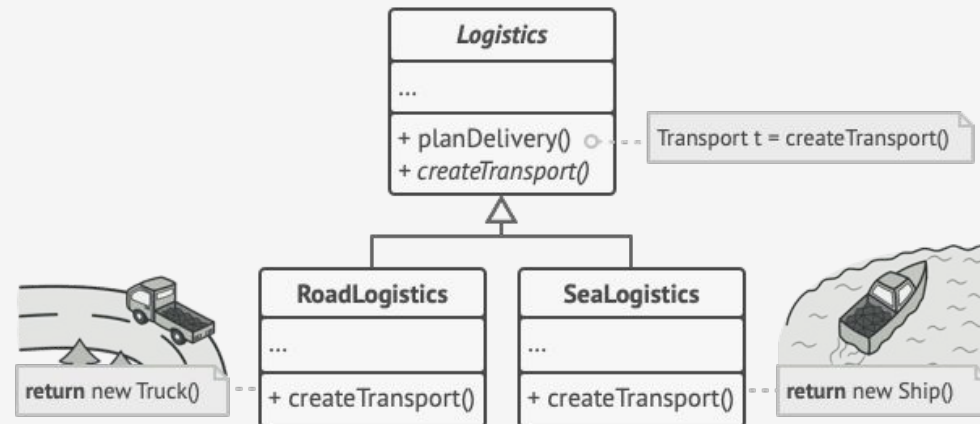 Logistics
...
+ planDelivery()
Transport t = createTransport()
+ createTransport()
RoadLogistics
SeaLogistics
...
...
return new Truck()
+ createTransport()
+ createTransport()
return new Ship()